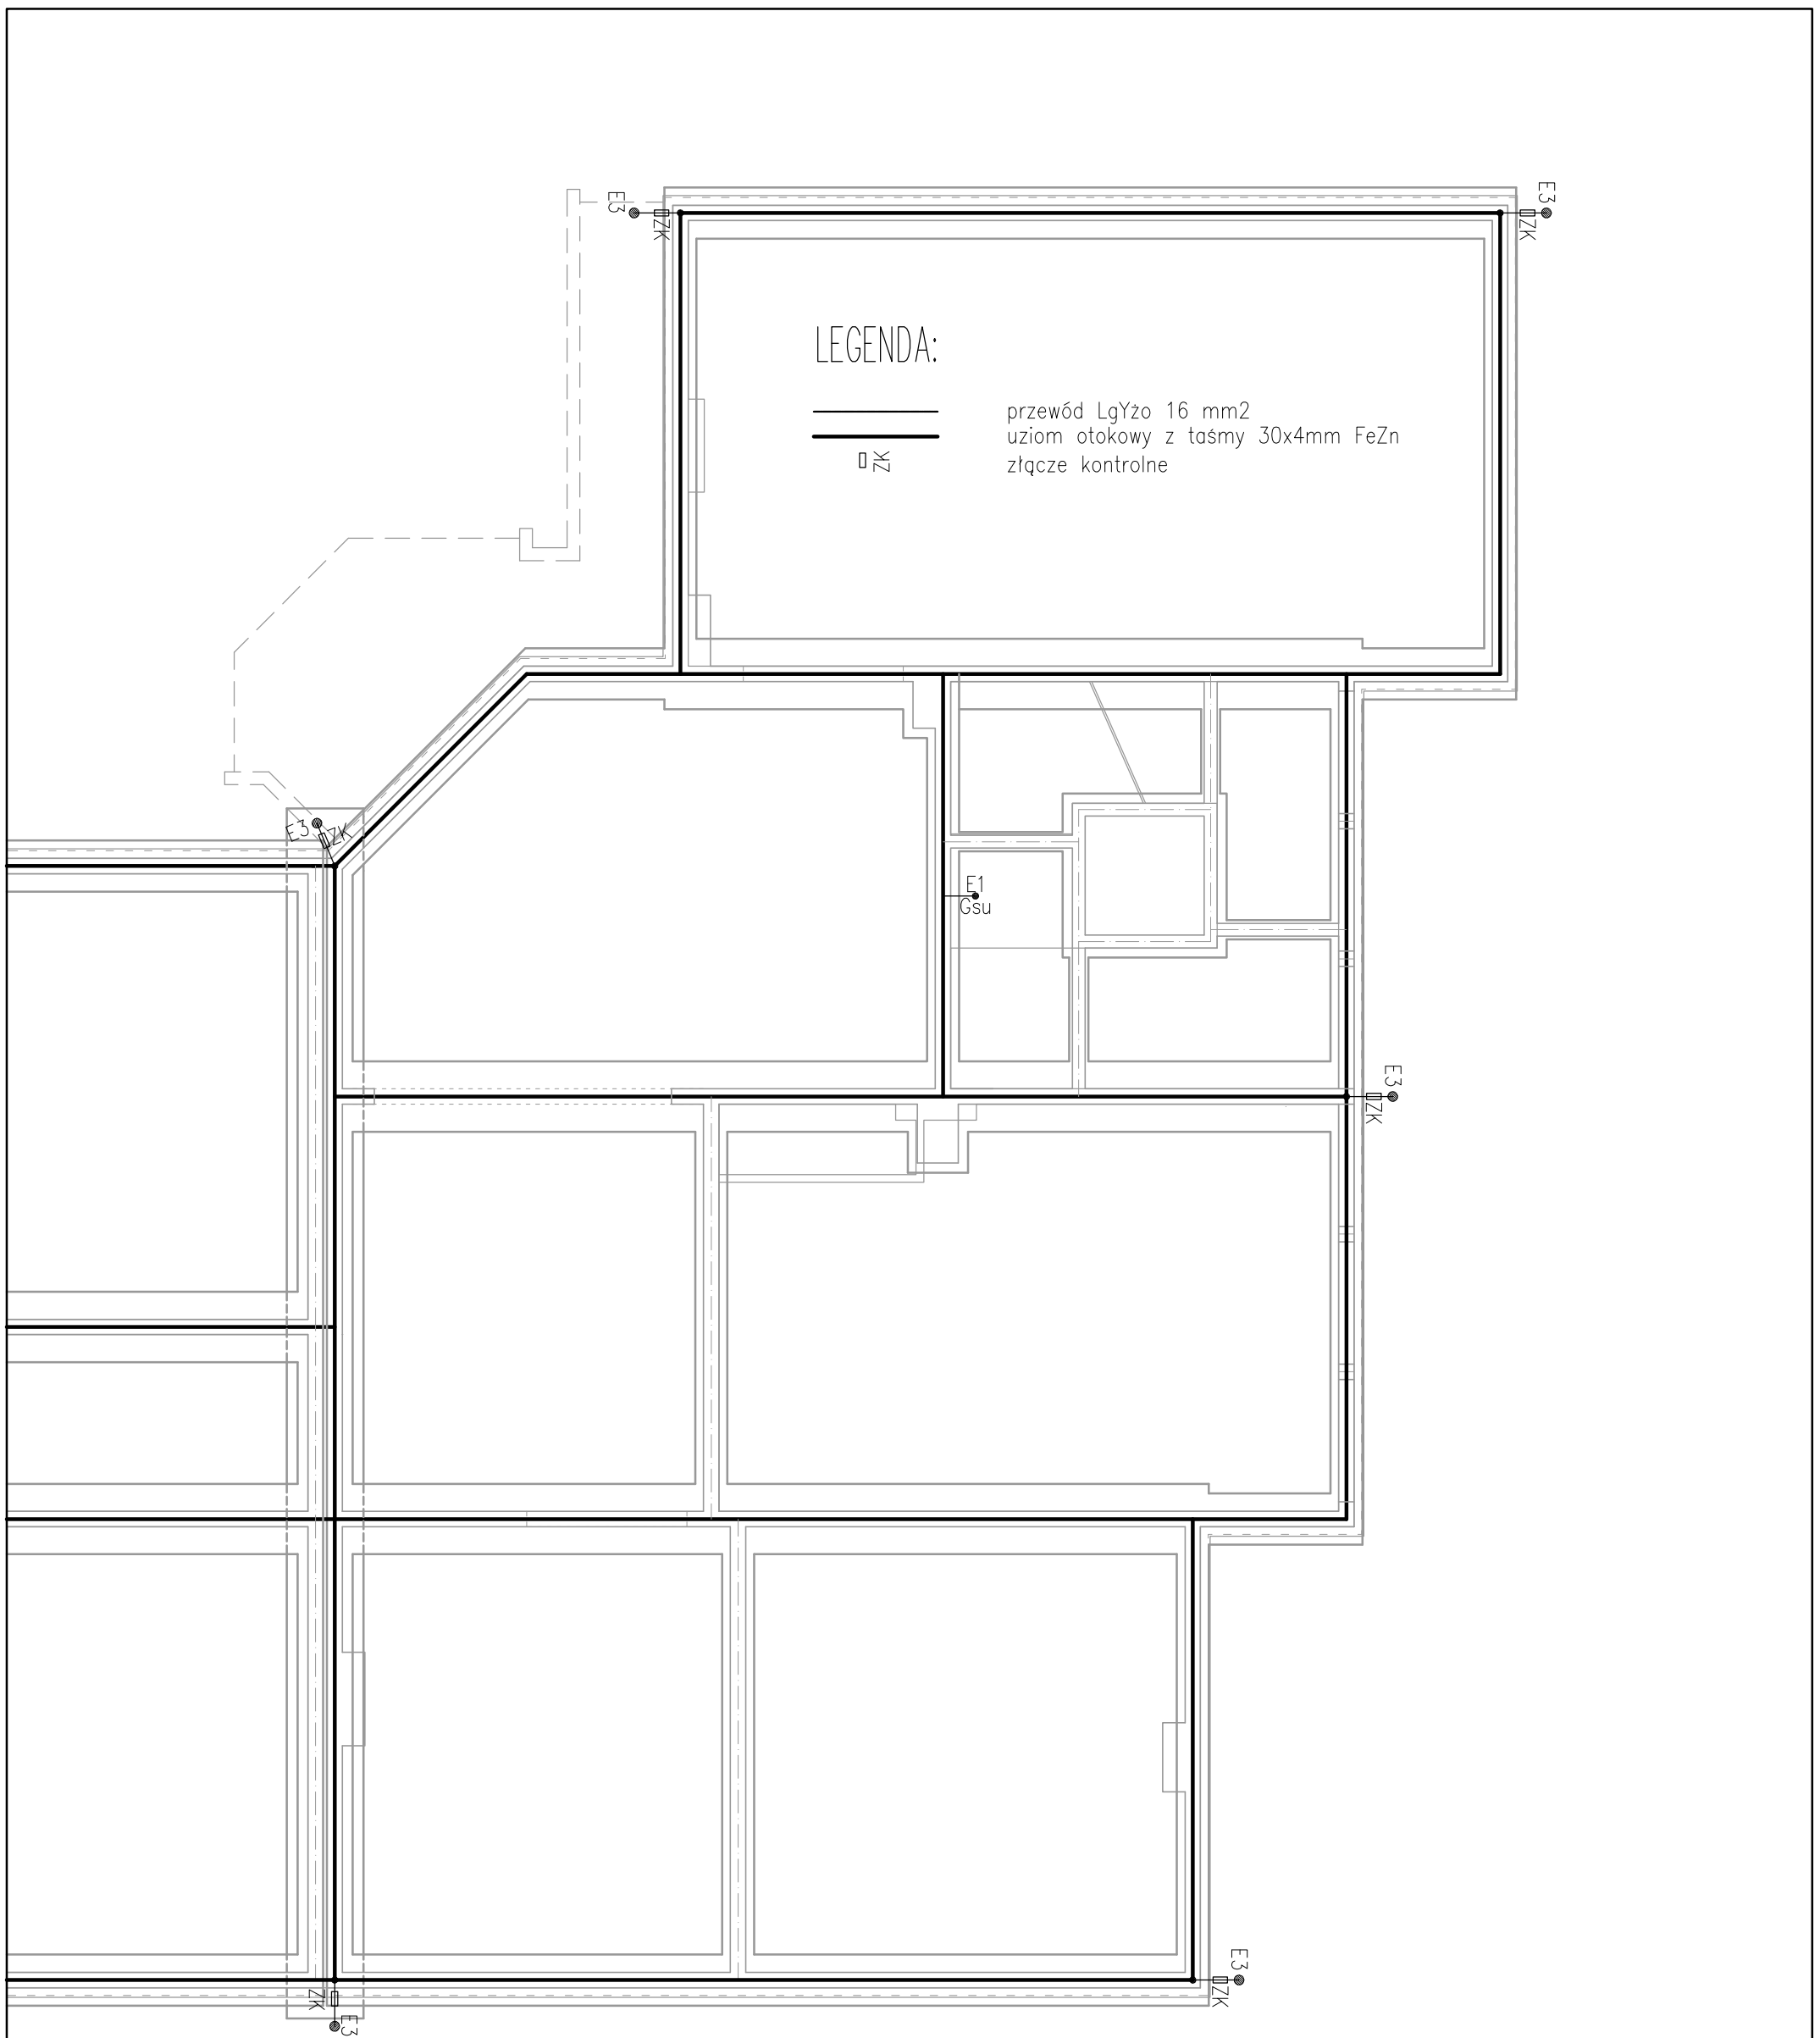 E3
ZK
E3
ZK
LEGENDA:
przewód LgYżo 16 mm2
uziom otokowy z taśmy 30x4mm FeZn
ZK
złącze kontrolne
E3
ZK
E1
Gsu
E3
ZK
E3
ZK
ZK
E3